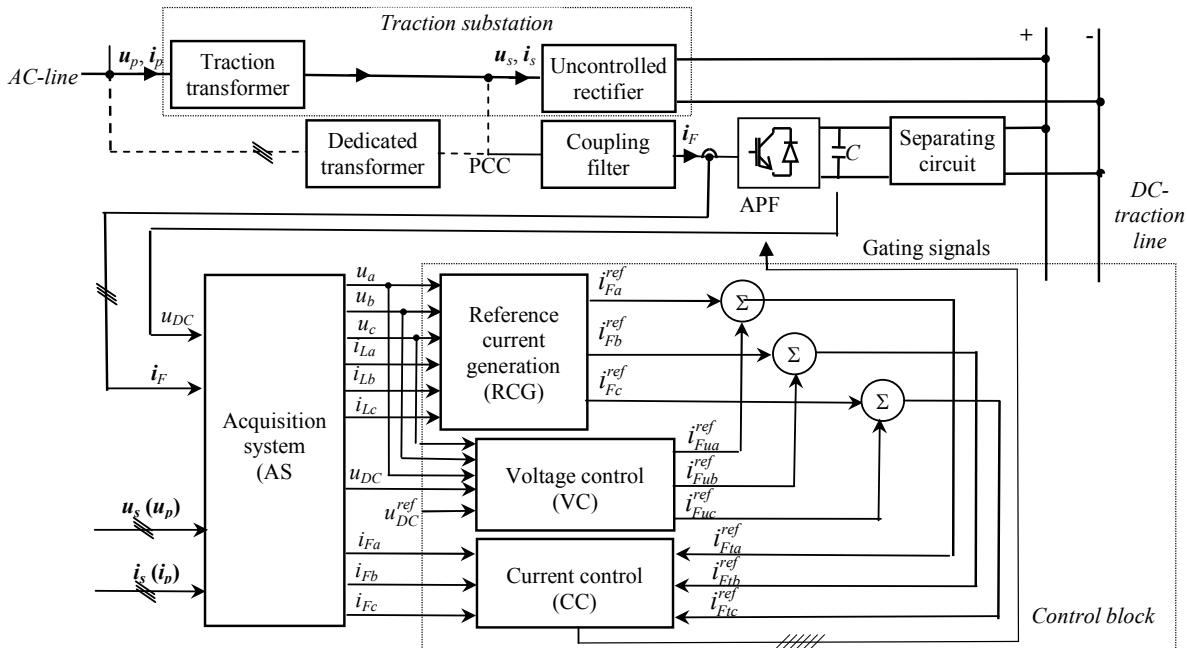 Traction substation
AC-line
u_p, i_p
Traction
transformer
u_s, i_s
Uncontrolled
rectifier
+
-
Dedicated
transformer
PCC
Coupling
filter
i_F
APF
C
Separating
circuit
DC-
traction
line
Gating signals
u_DC
i_F
u_s (u_p)
i_s (i_p)
Acquisition
system
(AS
u_a
u_b
u_c
i_La
i_Lb
i_Lc
u_DC
u_DC^ref
i_Fa
i_Fb
i_Fc
Reference
current
generation
(RCG)
i_Fa^ref
i_Fb^ref
i_Fc^ref
Σ
Σ
Σ
Voltage control
(VC)
i_Fua^ref
i_Fub^ref
i_Fuc^ref
Current control
(CC)
i_Fta^ref
i_Ftb^ref
i_Ftc^ref
Control block